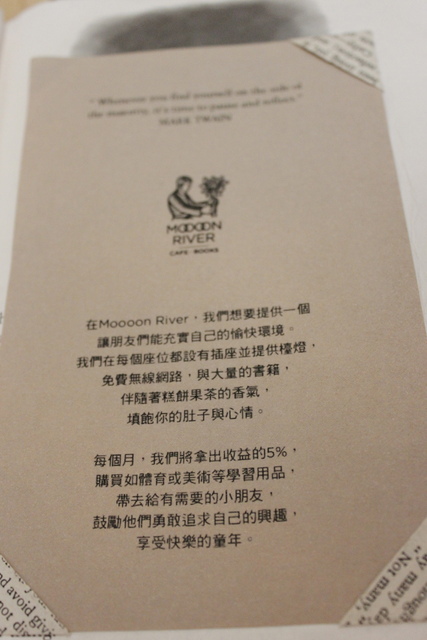 "Whenever you find yourself on the side of
the majority, it's time to pause and reflect."
MARK TWAIN
MOOOON
RIVER
CAFE · BOOKS
在Moooon River，我們想要提供一個
讓朋友們能充實自己的愉快環境。
我們在每個座位都設有插座並提供檯燈，
免費無線網路，與大量的書籍，
伴隨著糕餅果茶的香氣，
填飽你的肚子與心情。
每個月，我們將拿出收益的5%，
購買如體育或美術等學習用品，
帶去給有需要的小朋友，
鼓勵他們勇敢追求自己的興趣，
享受快樂的童年。
d avoid
not
many
"Not many,